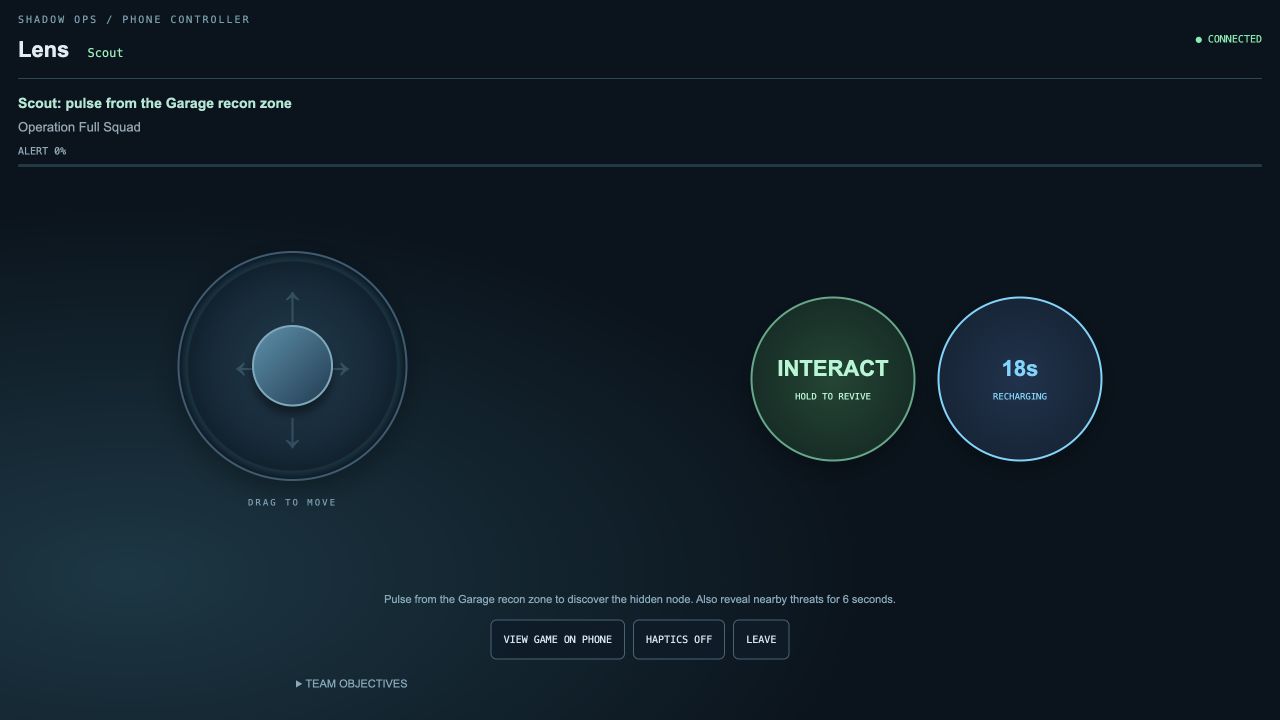 SHADOW OPS / PHONE CONTROLLER
Lens Scout
● CONNECTED
Scout: pulse from the Garage recon zone
Operation Full Squad
ALERT 0%
DRAG TO MOVE
INTERACT
HOLD TO REVIVE
18s
RECHARGING
Pulse from the Garage recon zone to discover the hidden node. Also reveal nearby threats for 6 seconds.
VIEW GAME ON PHONE
HAPTICS OFF
LEAVE
▶ TEAM OBJECTIVES